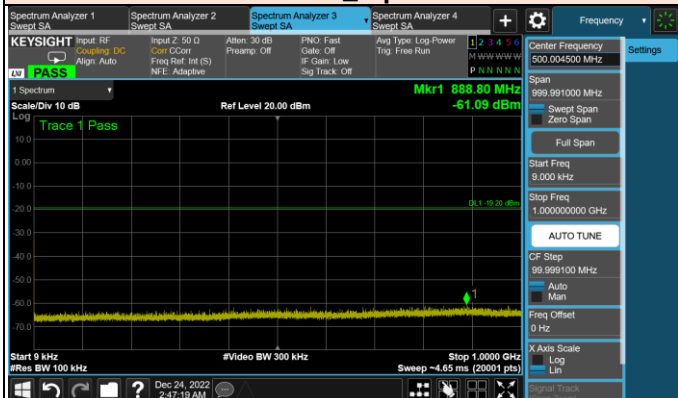 Spectrum Analyzer 1
Swept SA
Spectrum Analyzer 2
Swept SA
Spectrum Analyzer 3
Swept SA
Spectrum Analyzer 4
Swept SA
Frequency
KEYSIGHT
Input: RF
Coupling: DC
Align: Auto
Input Z: 50 Ω
Corr CCorr
Freq Ref: Int (S)
NFE: Adaptive
Atten: 30 dB
Preamp: Off
PNO: Fast
Gate: Off
IF Gain: Low
Sig Track: Off
Avg Type: Log-Power
Trig: Free Run
1 2 3 4 5 6
M W W W W W
P N N N N N
LXI
PASS
1 Spectrum
Scale/Div 10 dB
Ref Level 20.00 dBm
Mkr1 888.80 MHz
-61.09 dBm
Log
Trace 1 Pass
10.0
0.00
-10.0
-20.0
DL1 -19.20 dBm
-30.0
-40.0
-50.0
-60.0
1
-70.0
Start 9 kHz
#Video BW 300 kHz
Stop 1.0000 GHz
#Res BW 100 kHz
Sweep ~4.65 ms (20001 pts)
Dec 24, 2022
2:47:19 AM
Center Frequency
500.004500 MHz
Settings
Span
999.991000 MHz
Swept Span
Zero Span
Full Span
Start Freq
9.000 kHz
Stop Freq
1.000000000 GHz
AUTO TUNE
CF Step
99.999100 MHz
Auto
Man
Freq Offset
0 Hz
X Axis Scale
Log
Lin
Signal Track